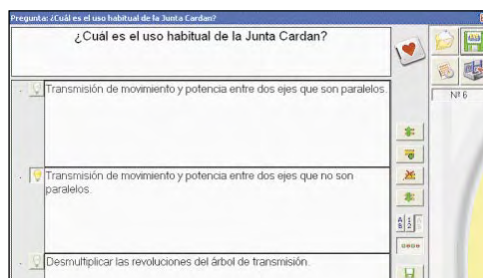 Pregunta: ¿Cuál es el uso habitual de la Junta Cardan?
¿Cuál es el uso habitual de la Junta Cardan?
Transmisión de movimiento y potencia entre dos ejes que son paralelos.
Nº 6
Transmisión de movimiento y potencia entre dos ejes que no son
paralelos.
Desmultiplicar las revoluciones del árbol de transmisión.